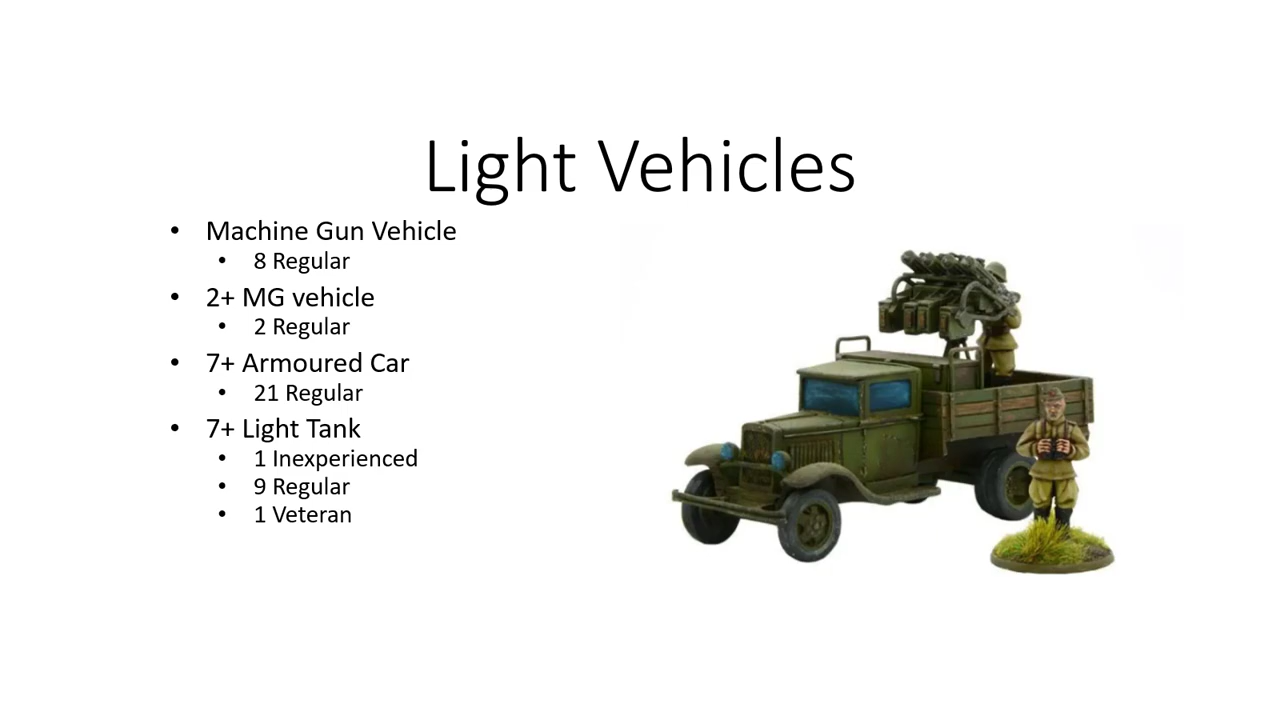 Light Vehicles
• Machine Gun Vehicle
• 8 Regular
• 2+ MG vehicle
• 2 Regular
• 7+ Armoured Car
• 21 Regular
• 7+ Light Tank
• 1 Inexperienced
• 9 Regular
• 1 Veteran